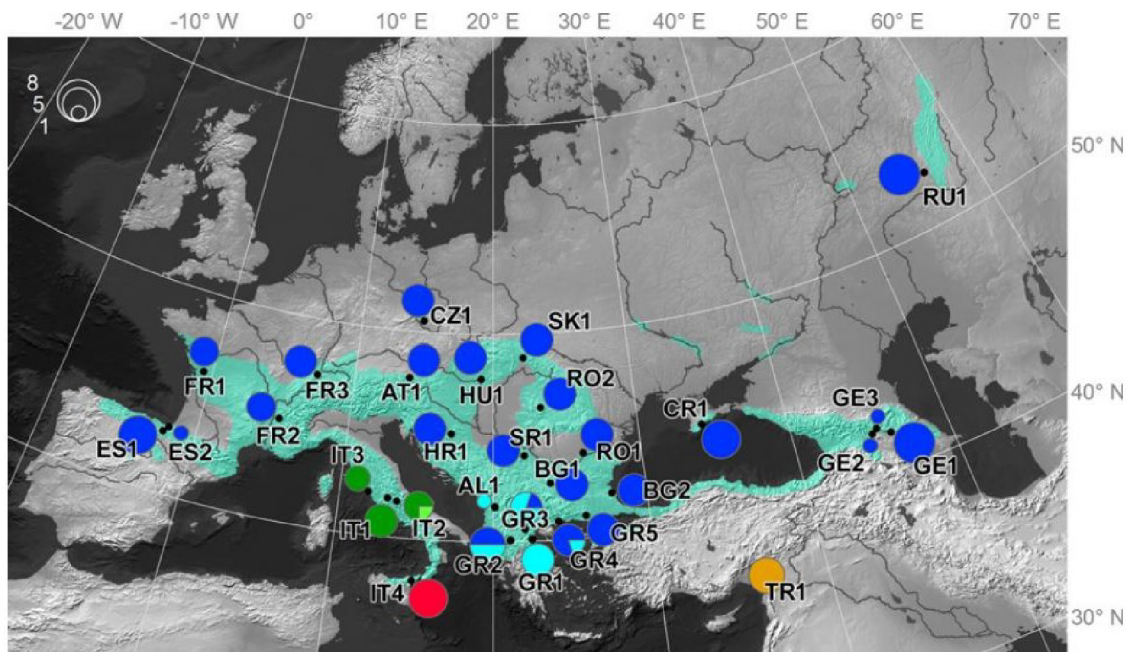 -20° W -10° W 0° E 10° E 20° E 30° E 40° E 50° E 60° E 70° E
8
5
1
50° N
RU1
CZ1
SK1
FR1
FR3
AT1
HU1
RO2
40° N
GE3
CR1
FR2
ES1
ES2
HR1
SR1
RO1
GE2
GE1
IT3
BG1
AL1
BG2
IT1
IT2
GR3
GR5
GR2
GR4
GR1
IT4
TR1
30° N